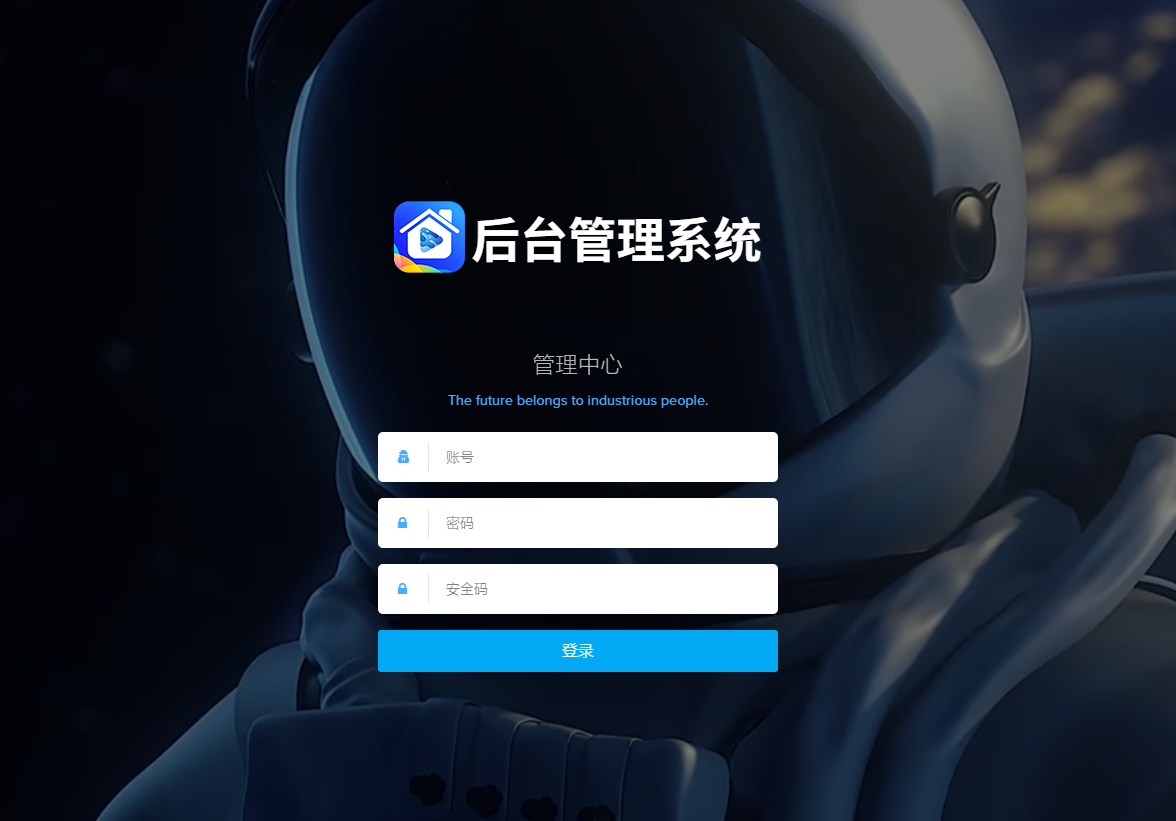 后台管理系统
管理中心
The future belongs to industrious people.
账号
密码
安全码
登录